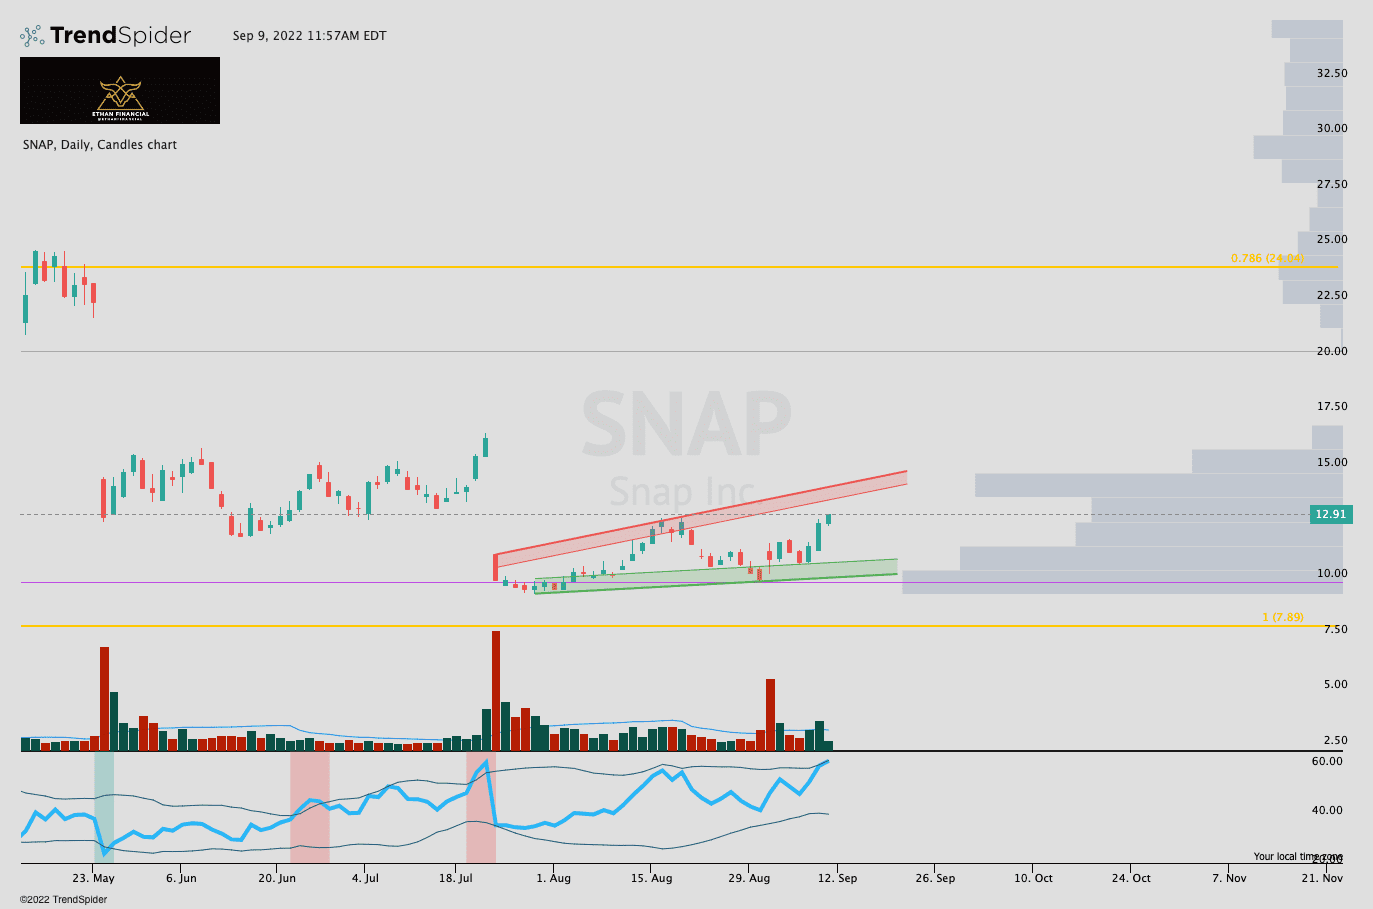 TrendSpider
Sep 9, 2022 11:57AM EDT
ETHAN FINANCIAL
@ETHANFINANCIAL
SNAP, Daily, Candles chart
32.50
30.00
27.50
25.00
0.786 (24.04)
22.50
20.00
17.50
SNAP
Snap Inc
15.00
12.91
10.00
1 (7.89)
7.50
5.00
2.50
60.00
40.00
20.00
Your local time zone
23. May
6. Jun
20. Jun
4. Jul
18. Jul
1. Aug
15. Aug
29. Aug
12. Sep
26. Sep
10. Oct
24. Oct
7. Nov
21. Nov
©2022 TrendSpider